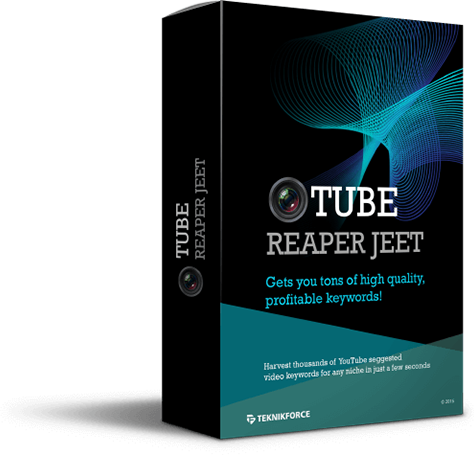 TUBE
REAPER JEET
TUBE
REAPER JEET
Gets you tons of high quality,
profitable keywords!
Harvest thousands of YouTube seggested
video keywords for any niche in just a few seconds
TEKNIKFORCE